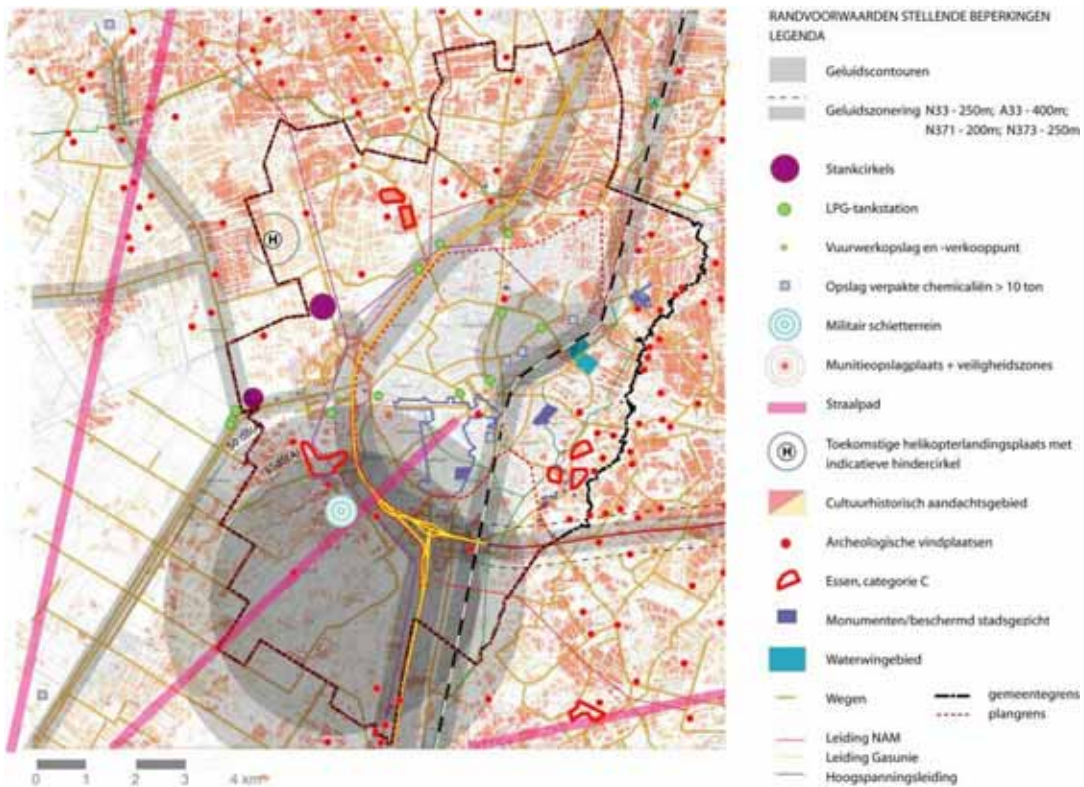 RANDVOORWAARDEN STELLENDE BEPERKINGEN
LEGENDA
Geluidscontouren
Geluidszonering N33 - 250m; A33 - 400m;
N371 - 200m; N373 - 250m
Stankcirkels
LPG-tankstation
Vuurwerkopslag en -verkooppunt
Opslag verpakte chemicaliën > 10 ton
Militair schietterrein
Munitieopslagplaats + veiligheidszones
Straalpad
H
Toekomstige helikopterlandingsplaats met
indicatieve hindercirkel
Cultuurhistorisch aandachtsgebied
Archeologische vindplaatsen
Essen, categorie C
Monumenten/beschermd stadsgezicht
Waterwingebied
Wegen
gemeentegrens
plangrens
Leiding NAM
Leiding Gasunie
Hoogspanningsleiding
H
0 1 2 3 4 km